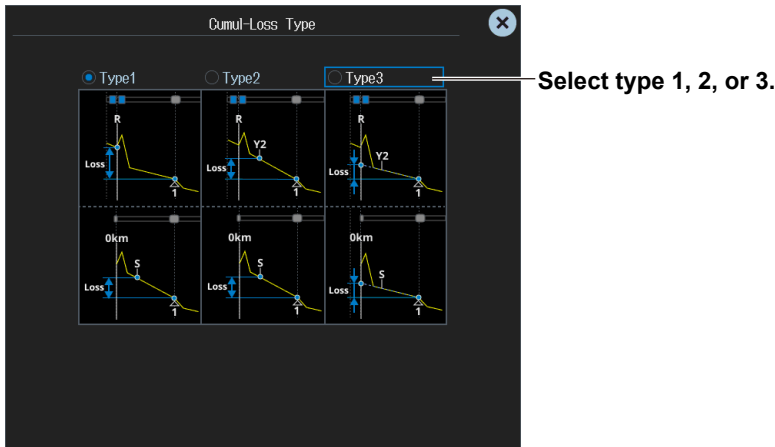 Cumul-Loss Type
Type1
Type2
Type3
Select type 1, 2, or 3.
R
Loss
1
R
Y2
Loss
1
R
Y2
Loss
1
0km
S
Loss
1
0km
S
Loss
1
0km
S
Loss
1